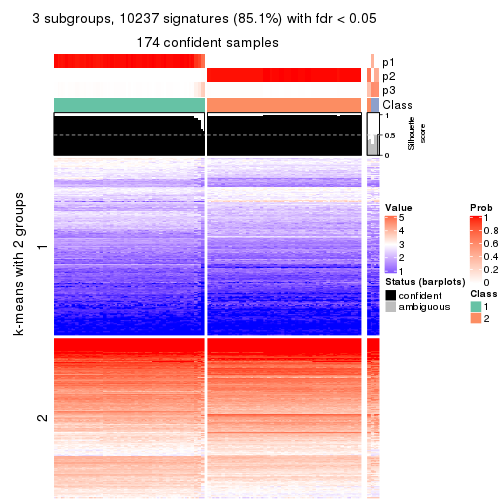 3 subgroups, 10237 signatures (85.1%) with fdr < 0.05
174 confident samples
p1
p2
p3
Class
1
0.5
0
Silhouette
score
k-means with 2 groups
1
2
Value
5
4
3
2
1
Status (barplots)
confident
ambiguous
Prob
1
0.8
0.6
0.4
0.2
0
Class
1
2